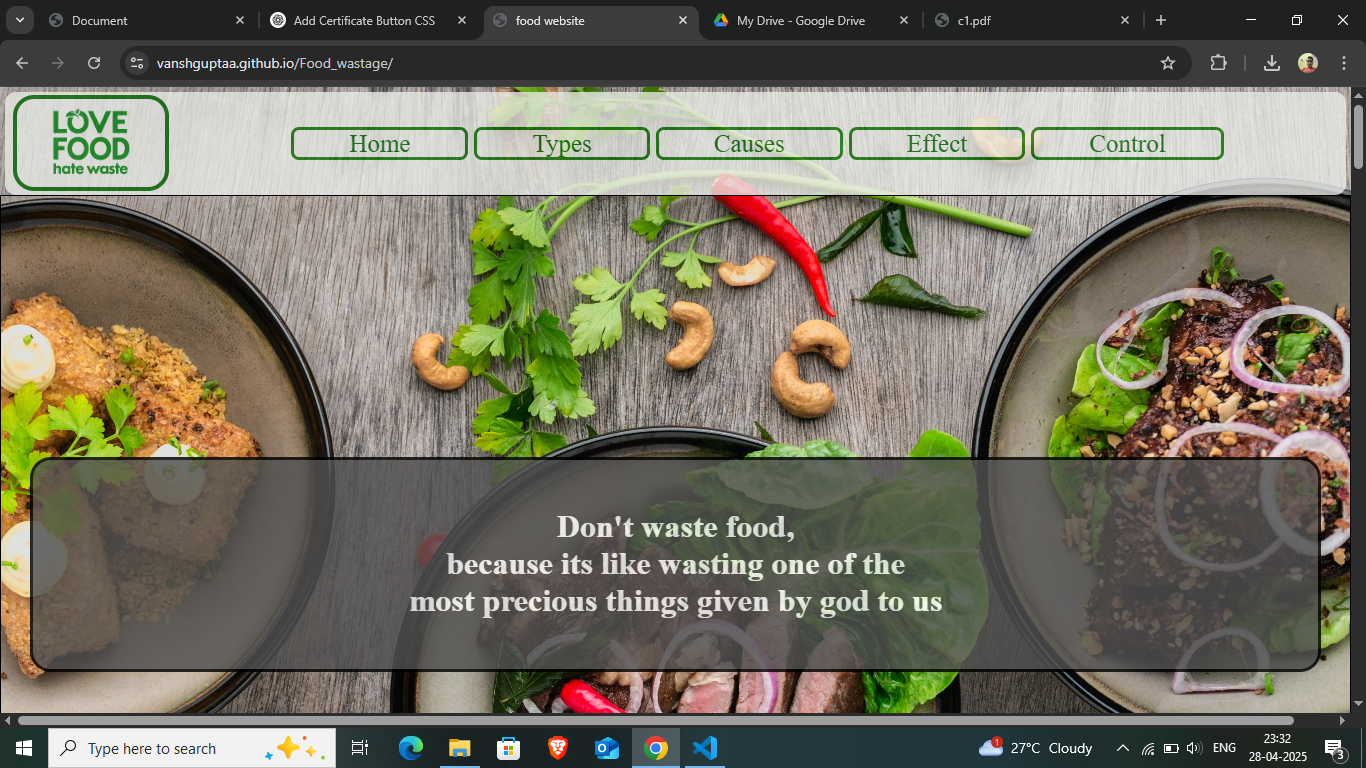 Document
Add Certificate Button CSS
food website
My Drive - Google Drive
c1.pdf
vanshguptaa.github.io/Food_wastage/
LOVE
FOOD
hate waste
Home
Types
Causes
Effect
Control
Don't waste food,
because its like wasting one of the
most precious things given by god to us
Type here to search
1
27°C Cloudy
ENG
23:32
28-04-2025
3